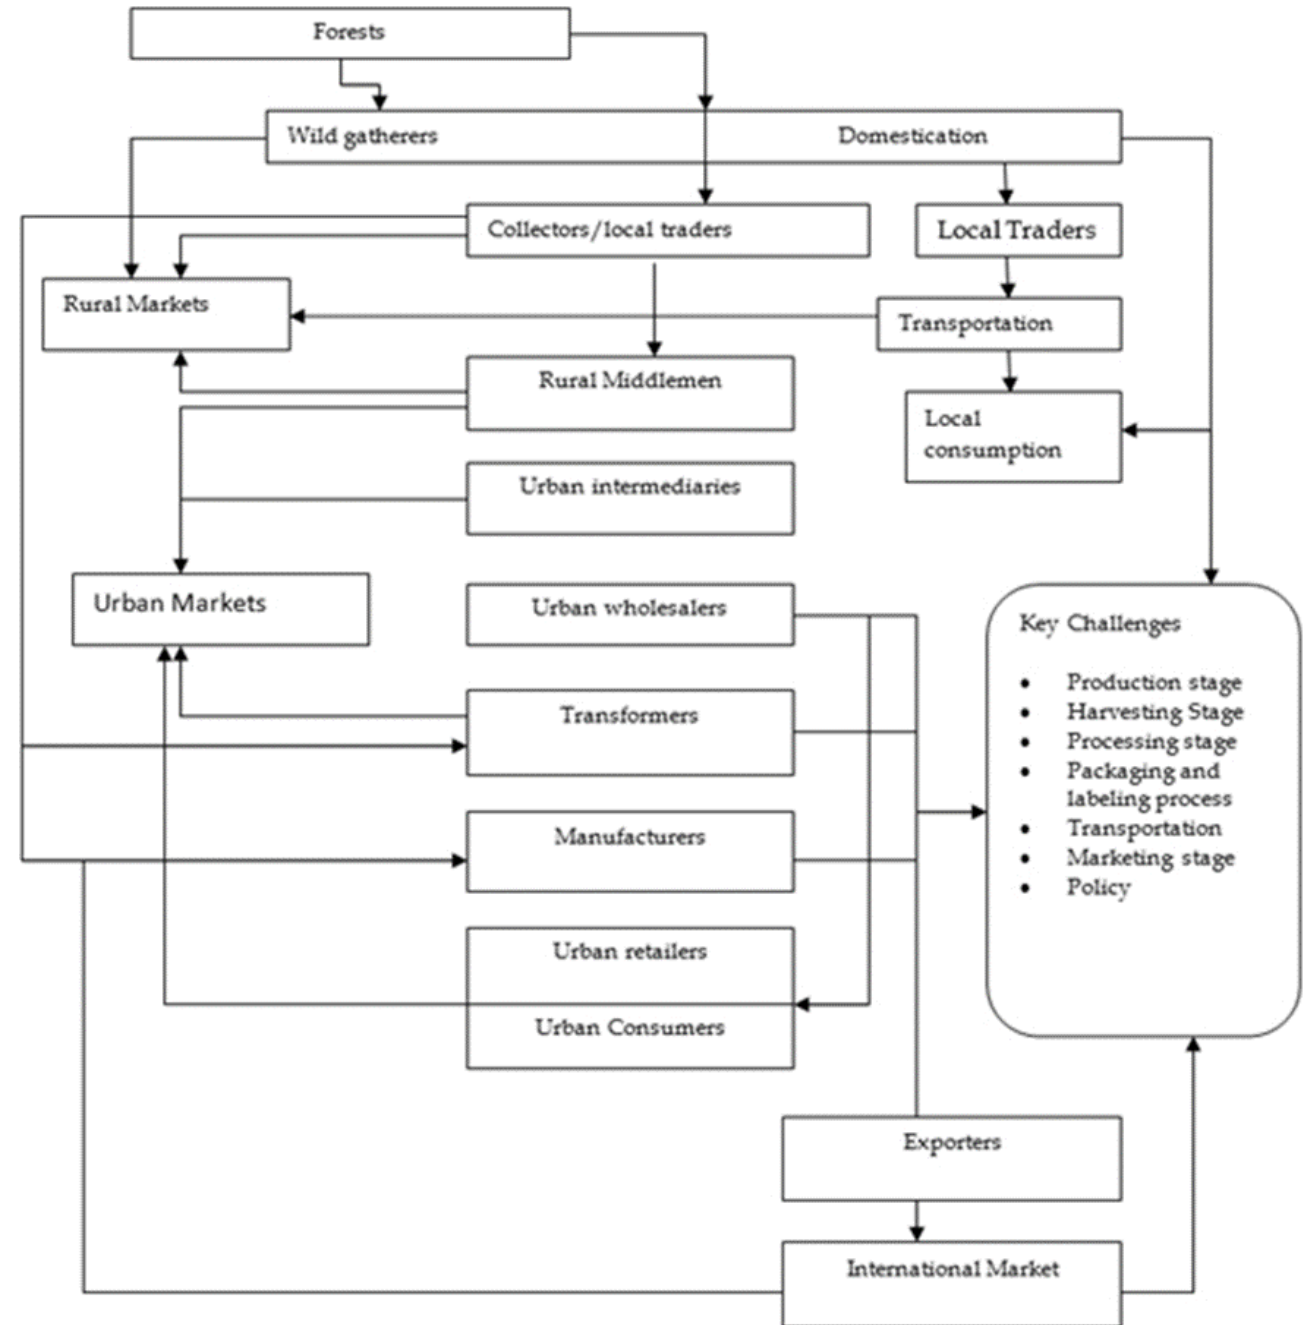 Forests
Wild gatherers
Domestication
Collectors/local traders
Local Traders
Rural Markets
Transportation
Rural Middlemen
Local
consumption
Urban intermediaries
Urban Markets
Urban wholesalers
Key Challenges
• Production stage
• Harvesting Stage
• Processing stage
• Packaging and
labeling process
• Transportation
• Marketing stage
• Policy
Transformers
Manufacturers
Urban retailers
Urban Consumers
Exporters
International Market